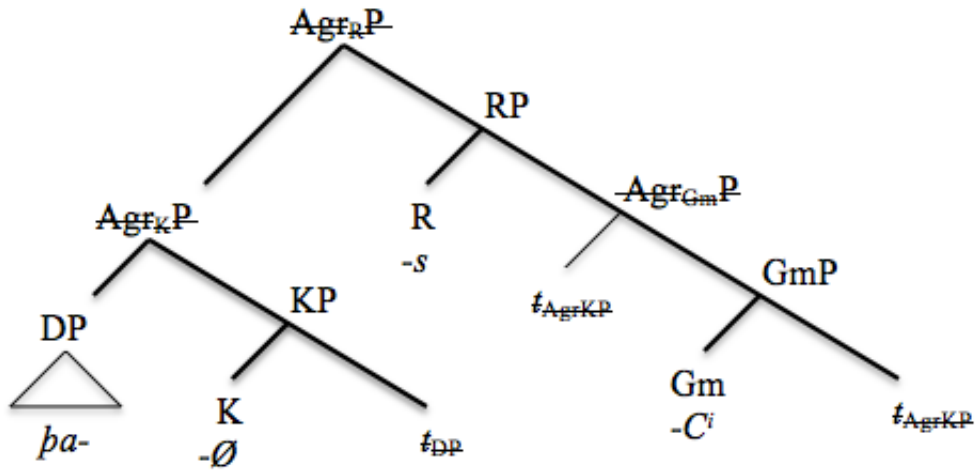 AgrRP
RP
AgrKP
R
-s
AgrGmP
DP
KP
tAgrKP
GmP
þa-
K
-Ø
tDP
Gm
-Cⁱ
tAgrKP